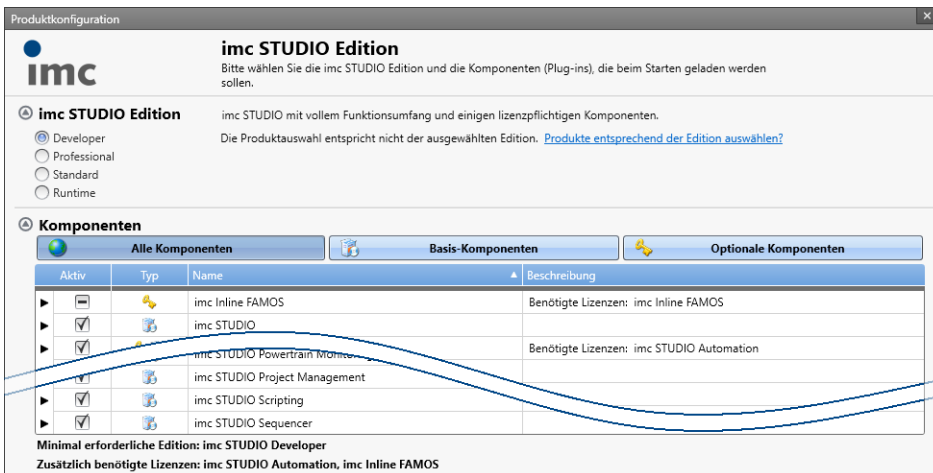 Produktkonfiguration
imc
imc STUDIO Edition
Bitte wählen Sie die imc STUDIO Edition und die Komponenten (Plug-ins), die beim Starten geladen werden
sollen.
imc STUDIO Edition
imc STUDIO mit vollem Funktionsumfang und einigen lizenzpflichtigen Komponenten.
Developer
Die Produktauswahl entspricht nicht der ausgewählten Edition. Produkte entsprechend der Edition auswählen?
Professional
Standard
Runtime
Komponenten
Alle Komponenten Basis-Komponenten Optionale Komponenten
Aktiv Typ Name Beschreibung
imc Inline FAMOS Benötigte Lizenzen: imc Inline FAMOS
imc STUDIO
imc STUDIO Powertrain Benötigte Lizenzen: imc STUDIO Automation
imc STUDIO Project Management
imc STUDIO Scripting
imc STUDIO Sequencer
Minimal erforderliche Edition: imc STUDIO Developer
Zusätzlich benötigte Lizenzen: imc STUDIO Automation, imc Inline FAMOS